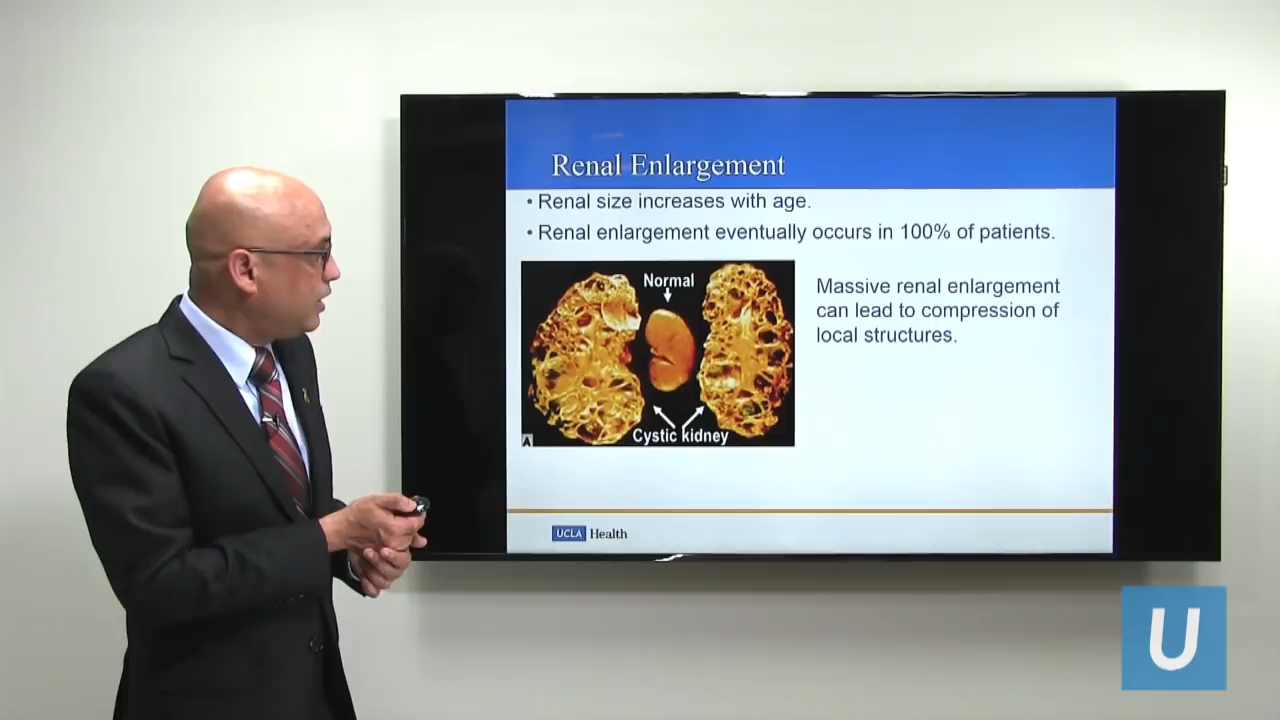 Renal Enlargement
• Renal size increases with age.
• Renal enlargement eventually occurs in 100% of patients.
Normal
Cystic kidney
A
Massive renal enlargement
can lead to compression of
local structures.
UCLA Health
U